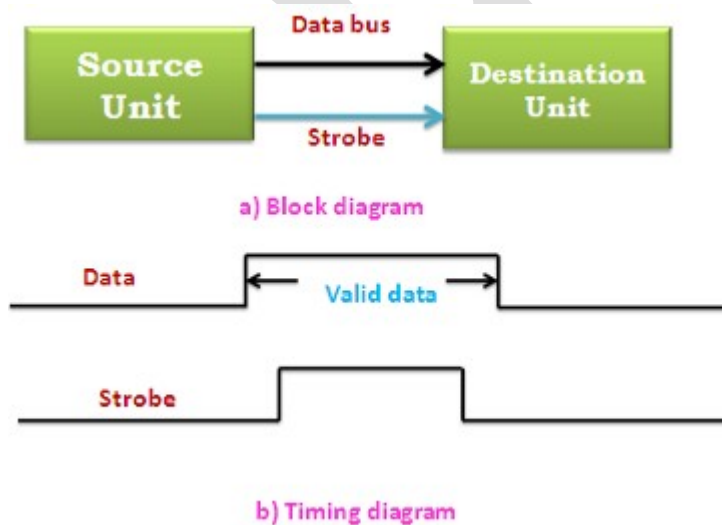 Data bus
Source
Unit
Destination
Unit
Strobe
a) Block diagram
Data
Valid data
Strobe
b) Timing diagram